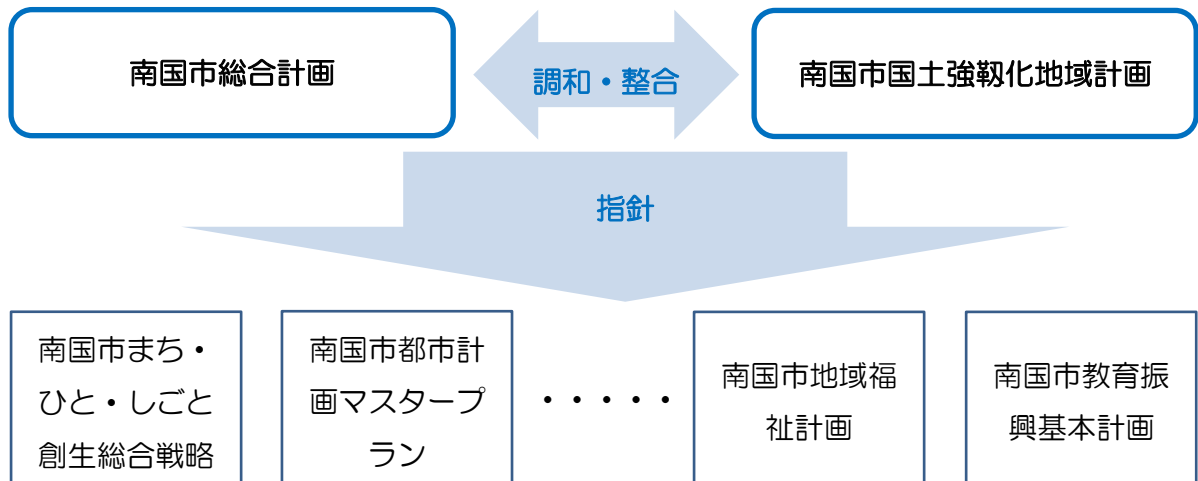 南国市総合計画
調和・整合
南国市国土強靱化地域計画
指針
南国市まち・
ひと・しごと
創生総合戦略
南国市都市計
画マスタープ
ラン
・・・・・
南国市地域福
祉計画
南国市教育振
興基本計画